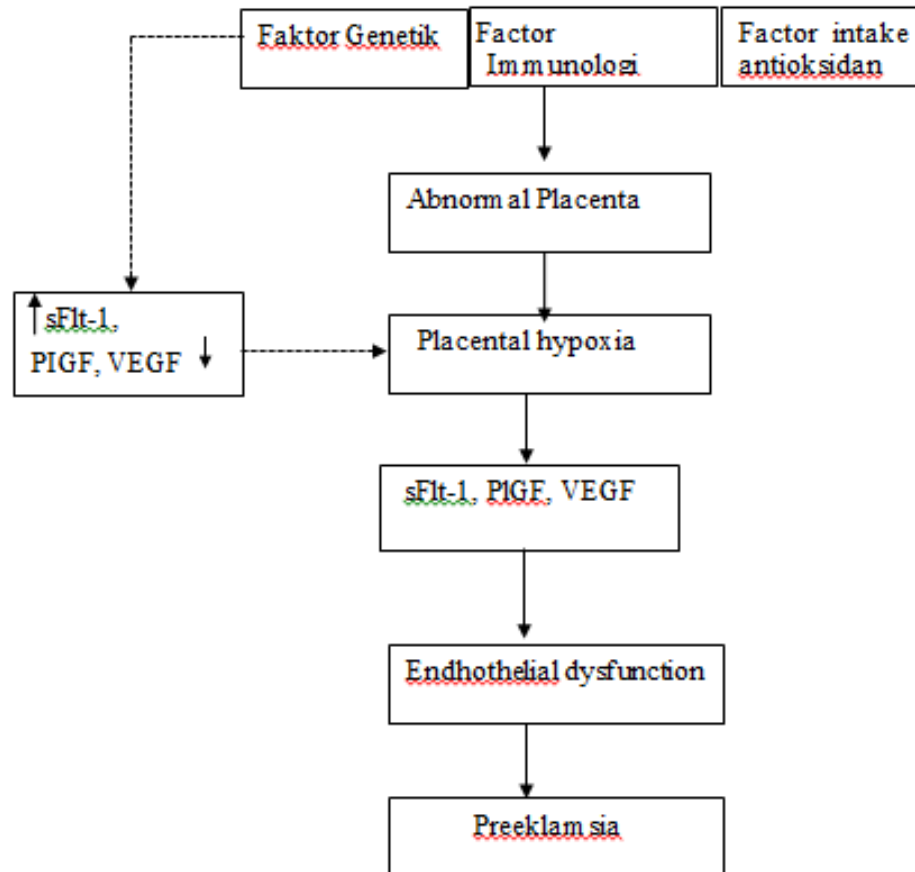 Faktor Genetik
Factor
Immunologi
Factor intake
antioksidan
Abnormal Placenta
sFlt-1,
PIGF, VEGF
Placental hypoxia
sFlt-1, PlGF, VEGF
Endhothelial dysfunction
Preeklamsia